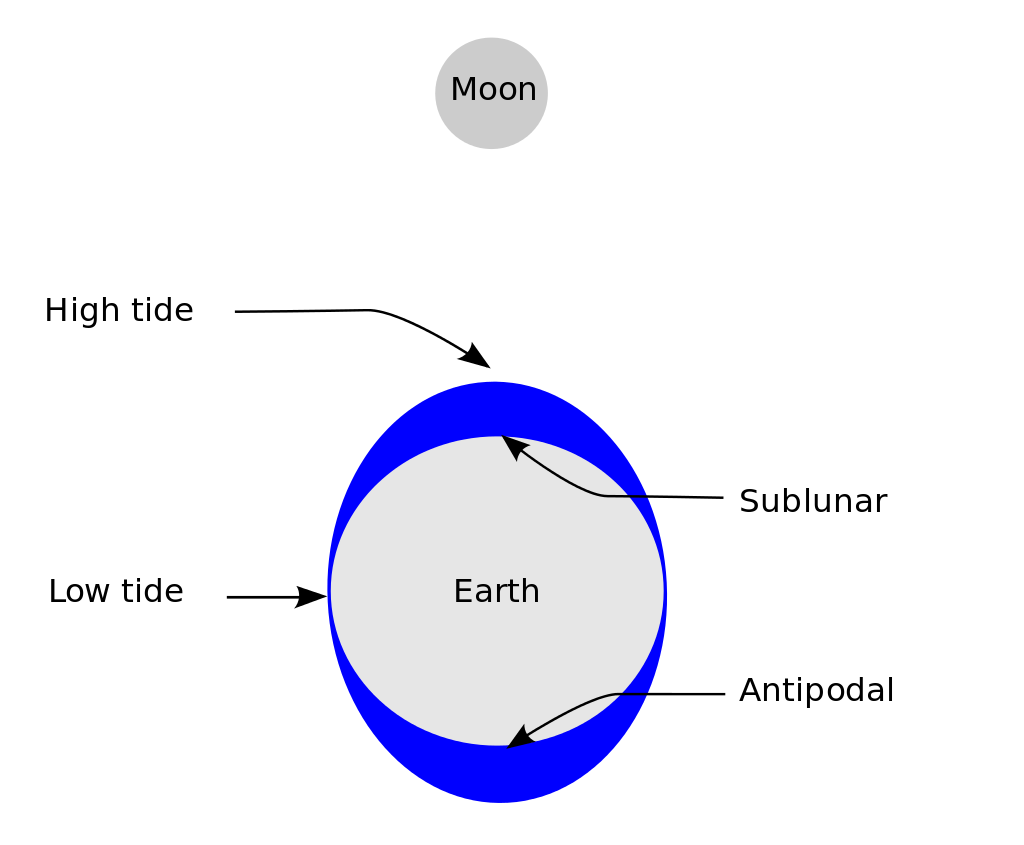 Moon
High tide
Sublunar
Low tide
Earth
Antipodal